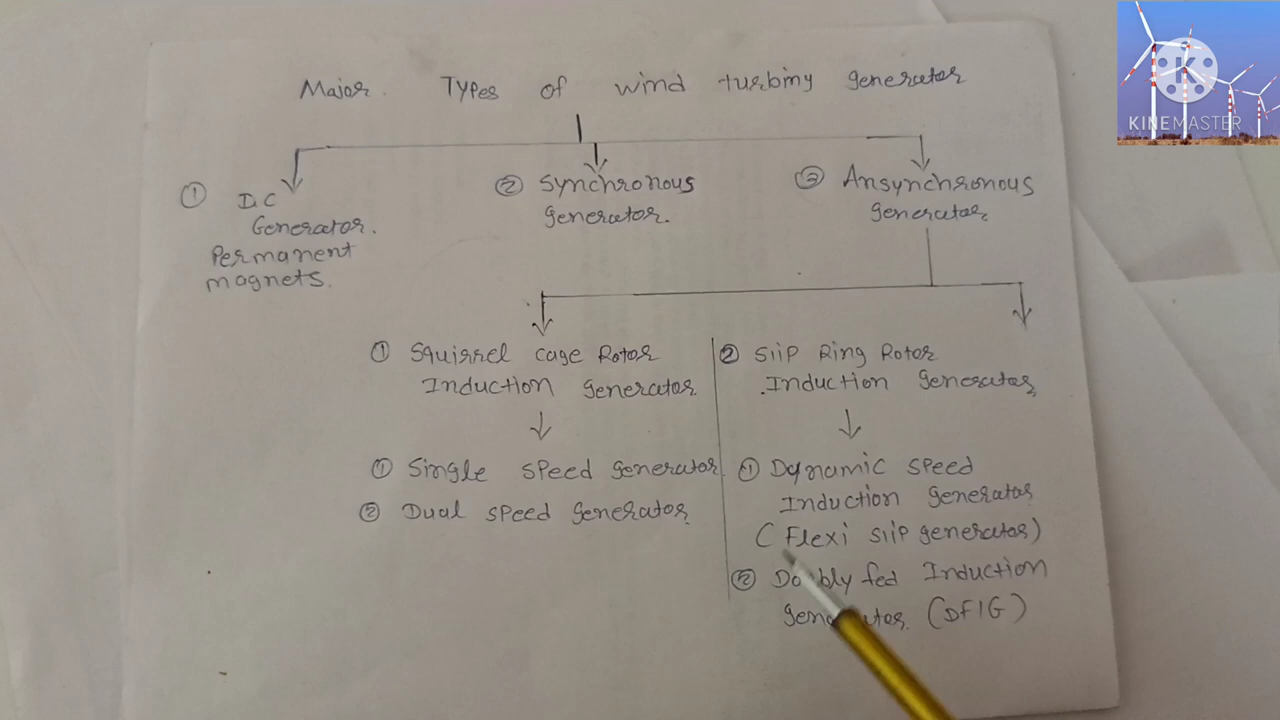 Major. Types of wind turbiny generator
① D.C
Generator.
Permanent
magnets.
② Synchronous
generator.
③ Ansynchronous
generator
① Squirrel cage Rotor
Induction generator
① Single speed generator
② Dual speed generator
② Slip Ring Rotor
Induction generator
① Dynamic speed
Induction generator
(Flexi slip generator)
② Doubly fed Induction
generator. (DFIG)
K
KINEMASTER